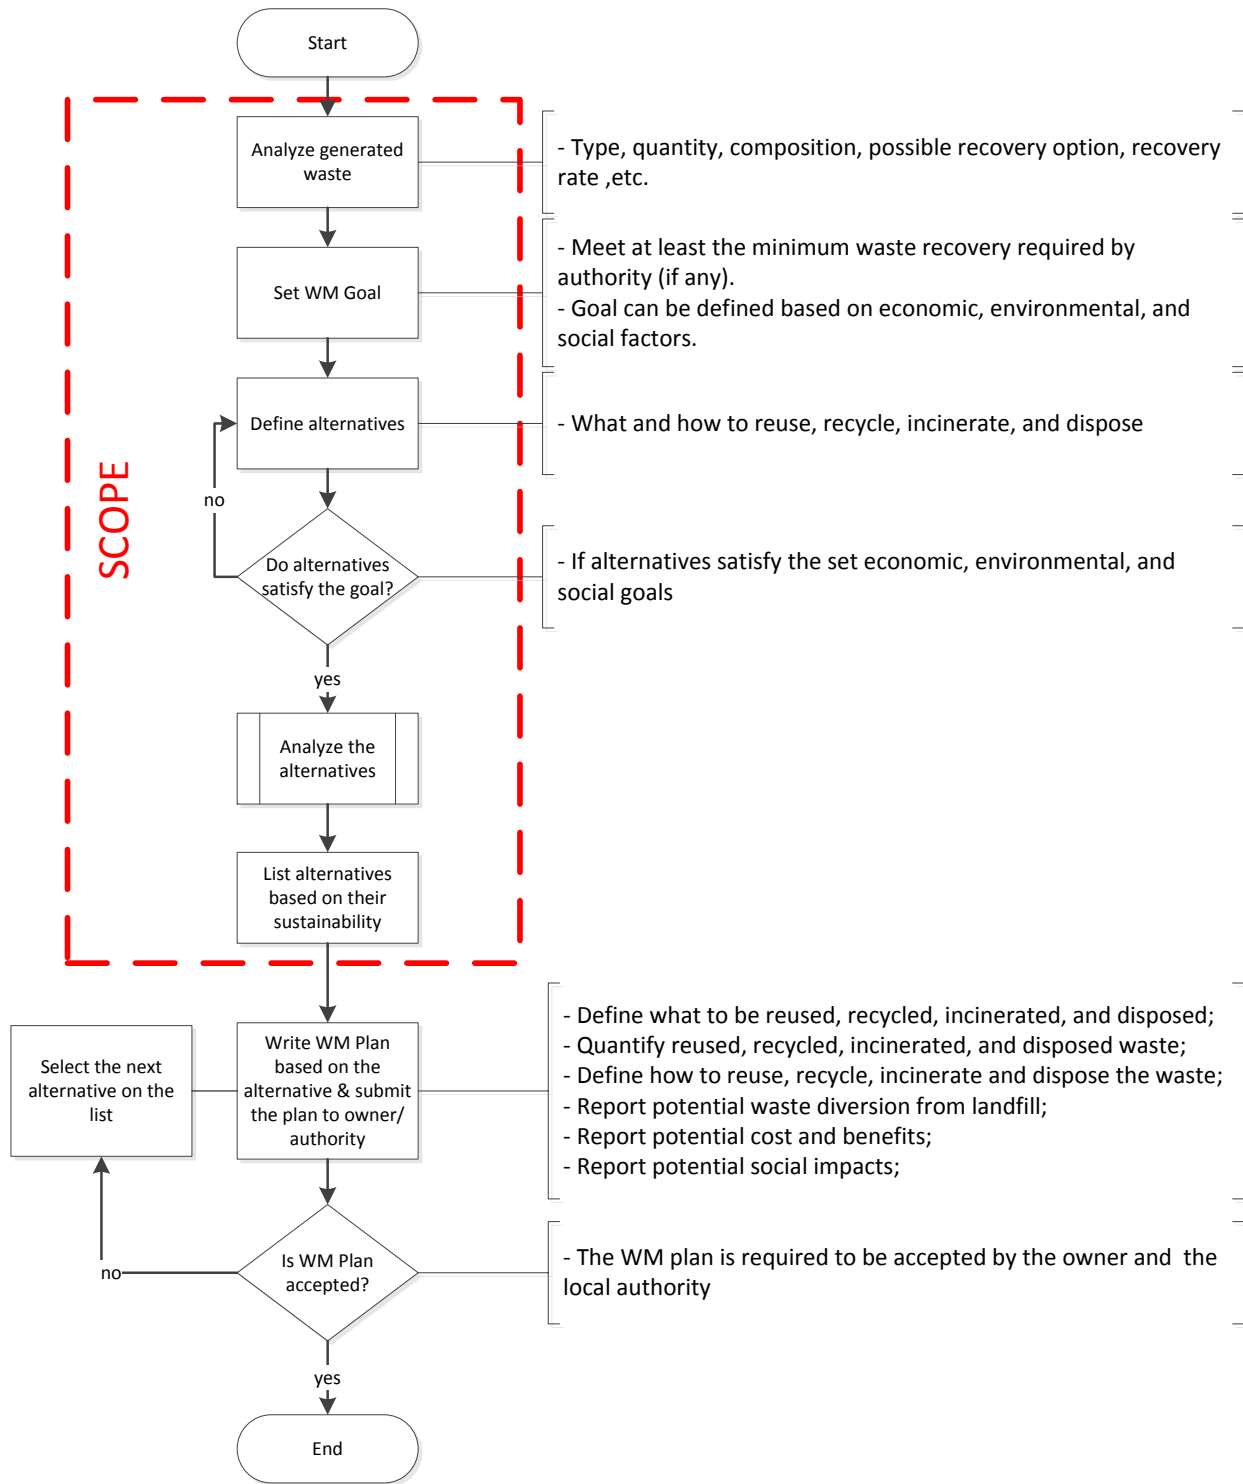 Start
Analyze generated
waste
- Type, quantity, composition, possible recovery option, recovery
rate ,etc.
Set WM Goal
- Meet at least the minimum waste recovery required by
authority (if any).
- Goal can be defined based on economic, environmental, and
social factors.
Define alternatives
- What and how to reuse, recycle, incinerate, and dispose
SCOPE
no
Do alternatives
satisfy the goal?
- If alternatives satisfy the set economic, environmental, and
social goals
yes
Analyze the
alternatives
List alternatives
based on their
sustainability
Select the next
alternative on the
list
Write WM Plan
based on the
alternative & submit
the plan to owner/
authority
- Define what to be reused, recycled, incinerated, and disposed;
- Quantify reused, recycled, incinerated, and disposed waste;
- Define how to reuse, recycle, incinerate and dispose the waste;
- Report potential waste diversion from landfill;
- Report potential cost and benefits;
- Report potential social impacts;
no
Is WM Plan
accepted?
- The WM plan is required to be accepted by the owner and  the
local authority
yes
End